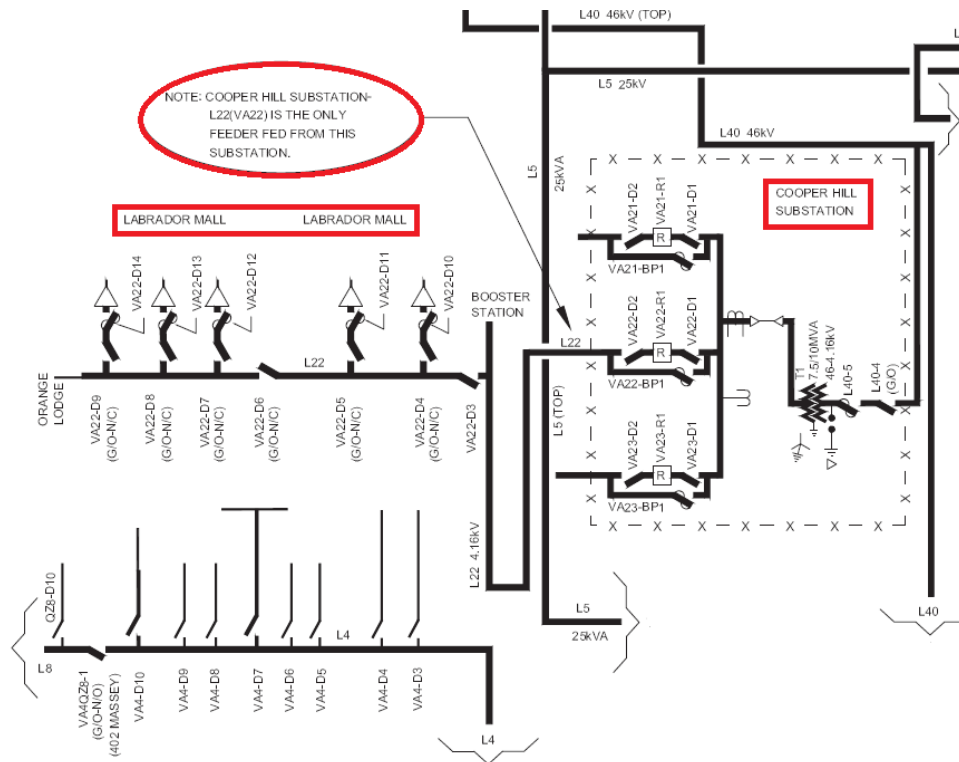 L40 46kV (TOP)
L
L5 25kV
NOTE: COOPER HILL SUBSTATION-
L22(VA22) IS THE ONLY
FEEDER FED FROM THIS
SUBSTATION.
L40 46kV
L5
25kVA
COOPER HILL
SUBSTATION
LABRADOR MALL LABRADOR MALL
VA21-D2
VA21-R1
VA21-D1
R
VA21-BP1
VA22-D14
VA22-D13
VA22-D12
VA22-D11
VA22-D10
BOOSTER
STATION
L22
VA22-D2
VA22-R1
VA22-D1
R
VA22-BP1
T1
7.5/10MVA
46-4.16kV
L40-5
L40-4
(G/O)
L22
ORANGE
LODGE
VA22-D9
(G/O-N/C)
VA22-D8
(G/O-N/C)
VA22-D7
(G/O-N/C)
VA22-D6
(G/O-N/C)
VA22-D5
(G/O-N/C)
VA22-D4
(G/O-N/C)
VA22-D3
L5 (TOP)
VA23-D2
VA23-R1
VA23-D1
R
VA23-BP1
L22 4.16kV
QZ8-D10
L4
L8
L5
25kVA
L40
VA4QZ8-1
(G/O-N/O)
(402 MASSEY)
VA4-D10
VA4-D9
VA4-D8
VA4-D7
VA4-D6
VA4-D5
VA4-D4
VA4-D3
L4